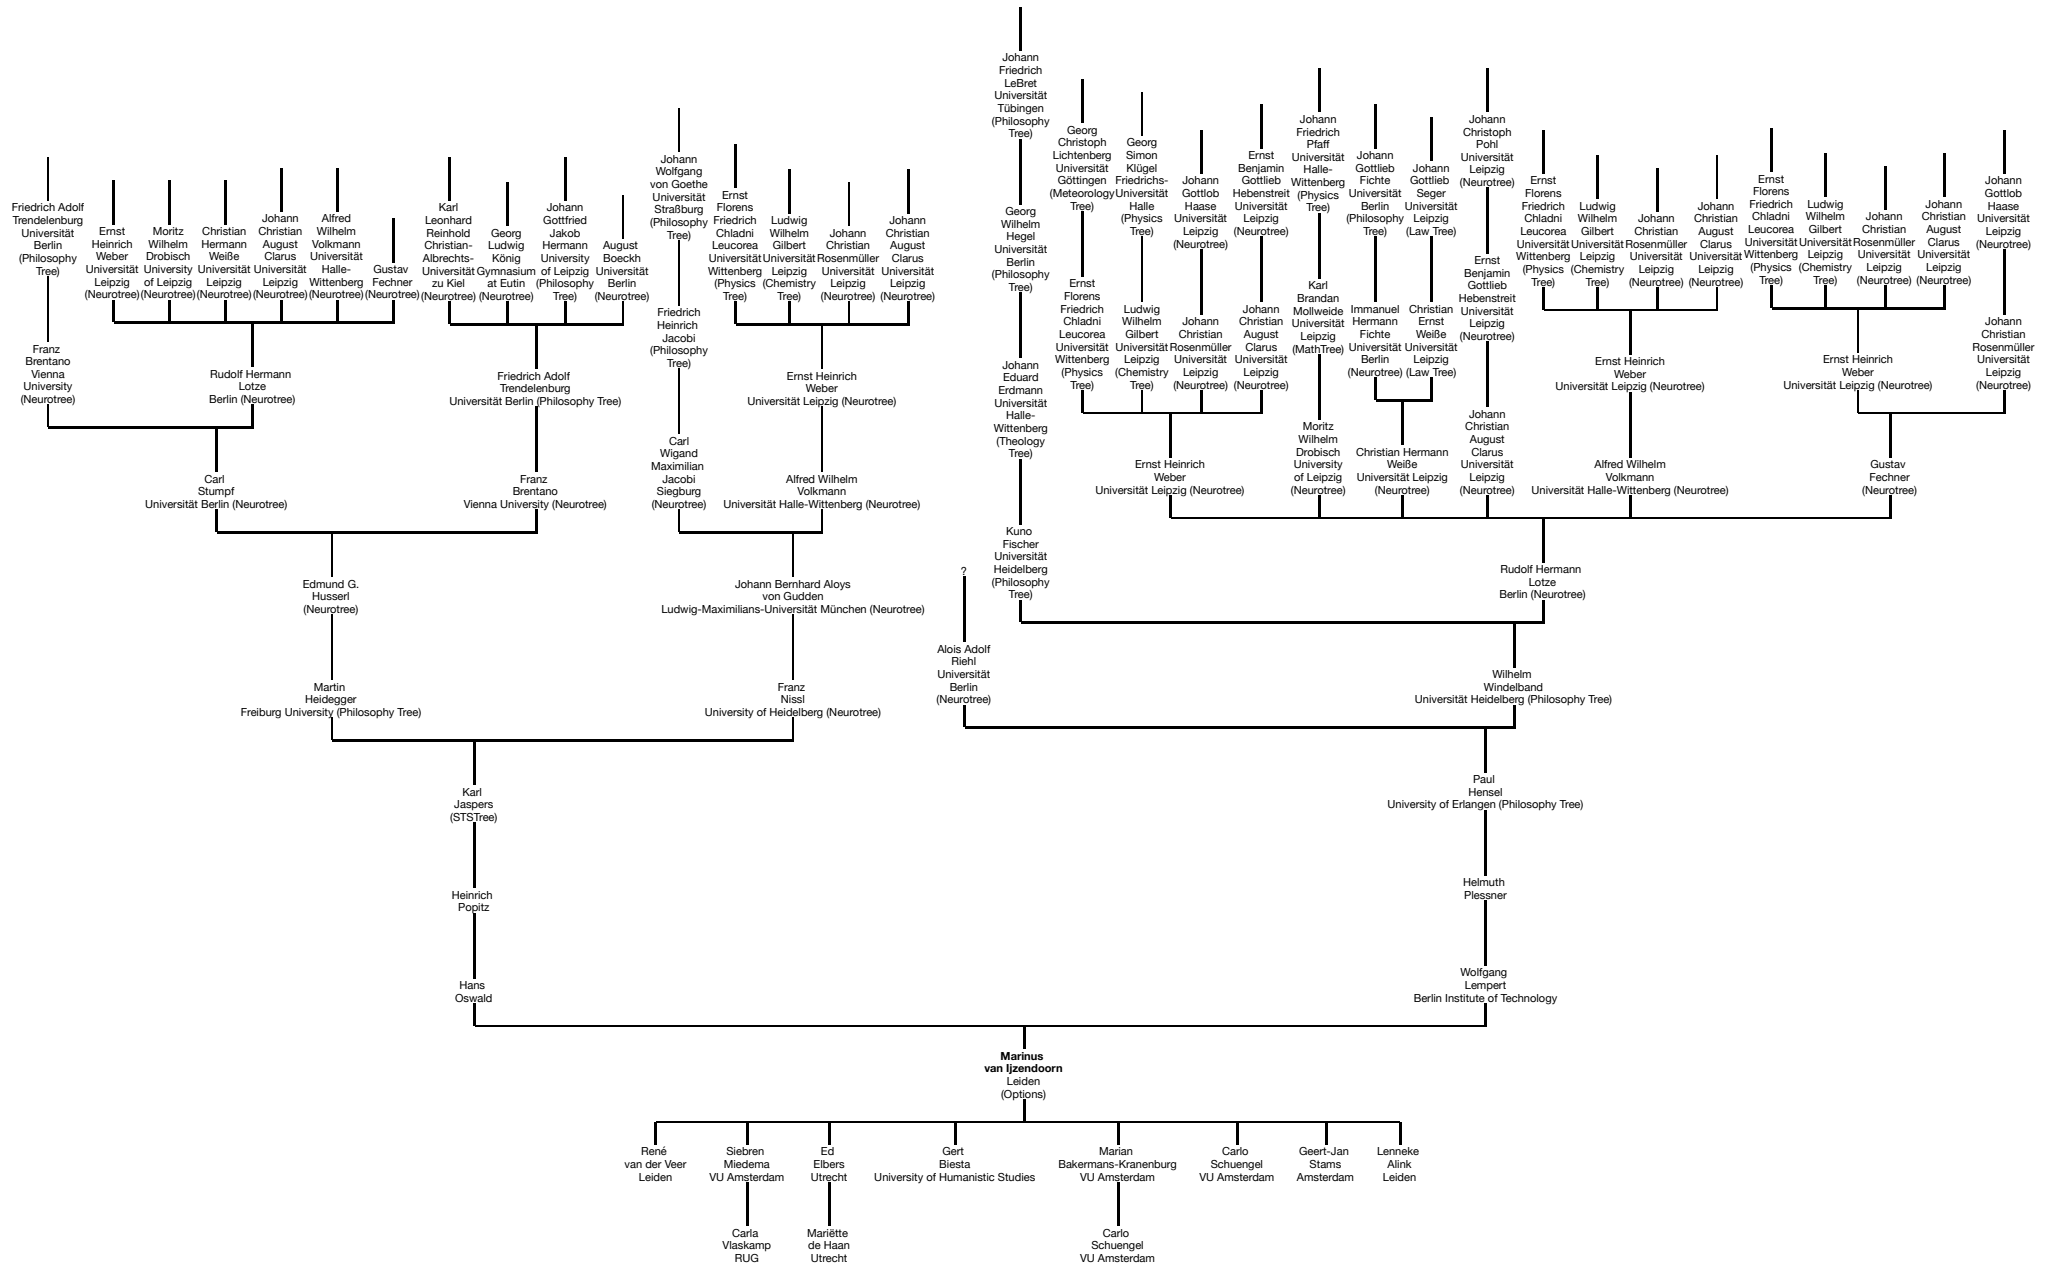 Johann
Friedrich
LeBret
Universität
Tübingen
(Philosophy
Tree)
Friedrich Adolf
Trendelenburg
Universität
Berlin
(Philosophy
Tree)
Ernst
Heinrich
Weber
Universität
Leipzig
(Neurotree)
Moritz
Wilhelm
Drobisch
University
of Leipzig
(Neurotree)
Christian
Hermann
Weiße
Universität
Leipzig
(Neurotree)
Johann
Christian
August
Clarus
Universität
Leipzig
(Neurotree)
Alfred
Wilhelm
Volkmann
Universität
Halle-
Wittenberg
(Neurotree)
Gustav
Fechner
(Neurotree)
Karl
Leonhard
Reinhold
Christian-
Albrechts-
Universität
zu Kiel
(Neurotree)
Georg
Ludwig
König
Gymnasium
at Eutin
(Neurotree)
Johann
Gottfried
Jakob
Hermann
University
of Leipzig
(Philosophy
Tree)
August
Boeckh
Universität
Berlin
(Neurotree)
Johann
Wolfgang
von Goethe
Universität
Straßburg
(Philosophy
Tree)
Ernst
Florens
Friedrich
Chladni
Leucorea
Universität
Wittenberg
(Physics
Tree)
Ludwig
Wilhelm
Gilbert
Universität
Leipzig
(Chemistry
Tree)
Johann
Christian
Rosenmüller
Universität
Leipzig
(Neurotree)
Johann
Christian
August
Clarus
Universität
Leipzig
(Neurotree)
Georg
Wilhelm
Hegel
Universität
Berlin
(Philosophy
Tree)
Georg
Christoph
Lichtenberg
Universität
Göttingen
(Meteorology
Tree)
Georg
Simon
Klügel
Friedrichs-
Universität
Halle
(Physics
Tree)
Johann
Gottlob
Haase
Universität
Leipzig
(Neurotree)
Ernst
Benjamin
Gottlieb
Hebenstreit
Universität
Leipzig
(Neurotree)
Johann
Friedrich
Pfaff
Universität
Halle-
Wittenberg
(Physics
Tree)
Johann
Gottlieb
Fichte
Universität
Berlin
(Philosophy
Tree)
Johann
Gottlieb
Seger
Universität
Leipzig
(Law Tree)
Johann
Christoph
Pohl
Universität
Leipzig
(Neurotree)
Ernst
Florens
Friedrich
Chladni
Leucorea
Universität
Wittenberg
(Physics
Tree)
Ludwig
Wilhelm
Gilbert
Universität
Leipzig
(Chemistry
Tree)
Johann
Christian
Rosenmüller
Universität
Leipzig
(Neurotree)
Johann
Christian
August
Clarus
Universität
Leipzig
(Neurotree)
Ernst
Florens
Friedrich
Chladni
Leucorea
Universität
Wittenberg
(Physics
Tree)
Ludwig
Wilhelm
Gilbert
Universität
Leipzig
(Chemistry
Tree)
Johann
Christian
Rosenmüller
Universität
Leipzig
(Neurotree)
Johann
Christian
August
Clarus
Universität
Leipzig
(Neurotree)
Johann
Gottlob
Haase
Universität
Leipzig
(Neurotree)
Franz
Brentano
Vienna
University
(Neurotree)
Rudolf Hermann
Lotze
Berlin (Neurotree)
Friedrich Adolf
Trendelenburg
Universität Berlin (Philosophy Tree)
Friedrich
Heinrich
Jacobi
(Philosophy
Tree)
Ernst Heinrich
Weber
Universität Leipzig (Neurotree)
Johann
Eduard
Erdmann
Universität
Halle-
Wittenberg
(Theology
Tree)
Ernst
Florens
Friedrich
Chladni
Leucorea
Universität
Wittenberg
(Physics
Tree)
Ludwig
Wilhelm
Gilbert
Universität
Leipzig
(Chemistry
Tree)
Johann
Christian
Rosenmüller
Universität
Leipzig
(Neurotree)
Johann
Christian
August
Clarus
Universität
Leipzig
(Neurotree)
Karl
Brandan
Mollweide
Universität
Leipzig
(MathTree)
Immanuel
Hermann
Fichte
Universität
Berlin
(Neurotree)
Christian
Ernst
Weiße
Universität
Leipzig
(Law Tree)
Ernst
Benjamin
Gottlieb
Hebenstreit
Universität
Leipzig
(Neurotree)
Ernst Heinrich
Weber
Universität Leipzig (Neurotree)
Ernst Heinrich
Weber
Universität Leipzig (Neurotree)
Johann
Christian
Rosenmüller
Universität
Leipzig
(Neurotree)
Carl
Stumpf
Universität Berlin (Neurotree)
Franz
Brentano
Vienna University (Neurotree)
Carl
Wigand
Maximilian
Jacobi
Siegburg
(Neurotree)
Alfred Wilhelm
Volkmann
Universität Halle-Wittenberg (Neurotree)
Ernst Heinrich
Weber
Universität Leipzig (Neurotree)
Moritz
Wilhelm
Drobisch
University
of Leipzig
(Neurotree)
Christian Hermann
Weiße
Universität Leipzig
(Neurotree)
Johann
Christian
August
Clarus
Universität
Leipzig
(Neurotree)
Alfred Wilhelm
Volkmann
Universität Halle-Wittenberg (Neurotree)
Gustav
Fechner
(Neurotree)
Edmund G.
Husserl
(Neurotree)
Johann Bernhard Aloys
von Gudden
Ludwig-Maximilians-Universität München (Neurotree)
?
Kuno
Fischer
Universität
Heidelberg
(Philosophy
Tree)
Rudolf Hermann
Lotze
Berlin (Neurotree)
Martin
Heidegger
Freiburg University (Philosophy Tree)
Franz
Nissl
University of Heidelberg (Neurotree)
Alois Adolf
Riehl
Universität
Berlin
(Neurotree)
Wilhelm
Windelband
Universität Heidelberg (Philosophy Tree)
Karl
Jaspers
(STSTree)
Paul
Hensel
University of Erlangen (Philosophy Tree)
Heinrich
Popitz
Helmuth
Plessner
Hans
Oswald
Wolfgang
Lempert
Berlin Institute of Technology
Marinus
van Ijzendoorn
Leiden
(Options)
René
van der Veer
Leiden
Siebren
Miedema
VU Amsterdam
Ed
Elbers
Utrecht
Gert
Biesta
University of Humanistic Studies
Marian
Bakermans-Kranenburg
VU Amsterdam
Carlo
Schuengel
VU Amsterdam
Geert-Jan
Stams
Amsterdam
Lenneke
Alink
Leiden
Carla
Vlaskamp
RUG
Mariëtte
de Haan
Utrecht
Carlo
Schuengel
VU Amsterdam